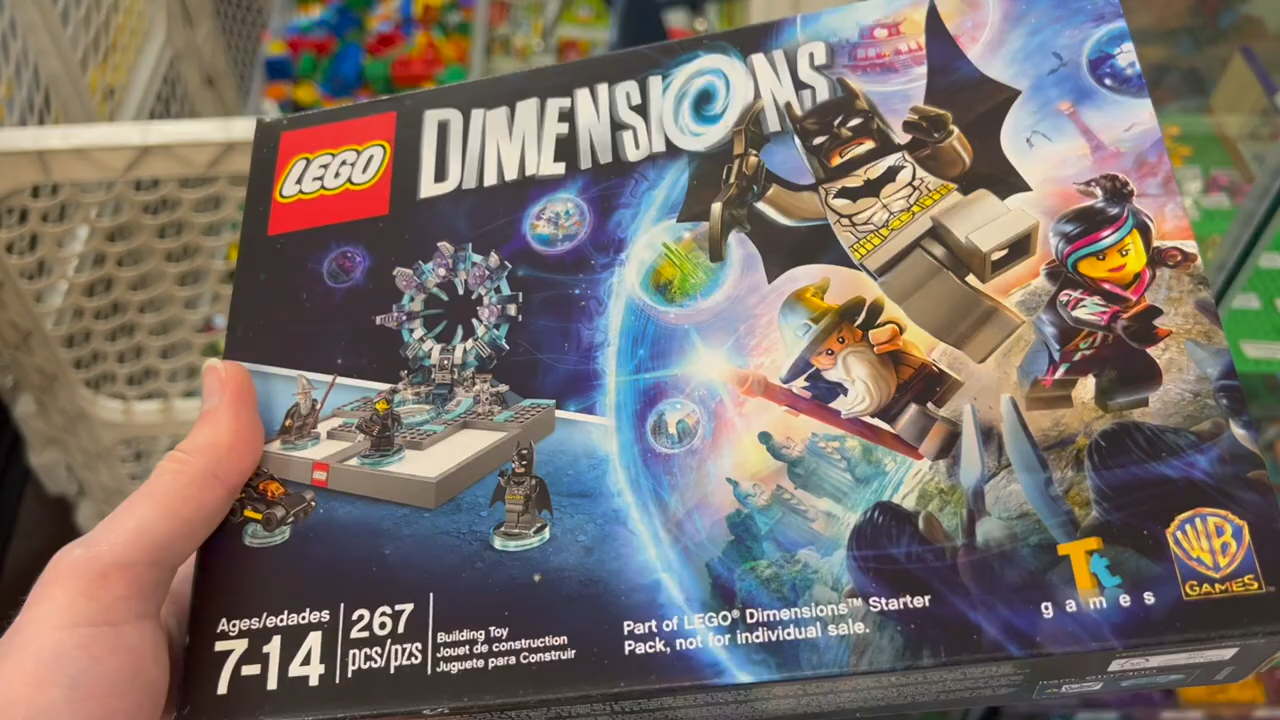 LEGO
DIMENSIONS
LEGO
Ages/edades
7-14
267
pcs/pzs
Building Toy
Jouet de construction
Juguete para Construir
Part of LEGO® Dimensions™ Starter
Pack, not for individual sale.
Tt
games
WB
GAMES